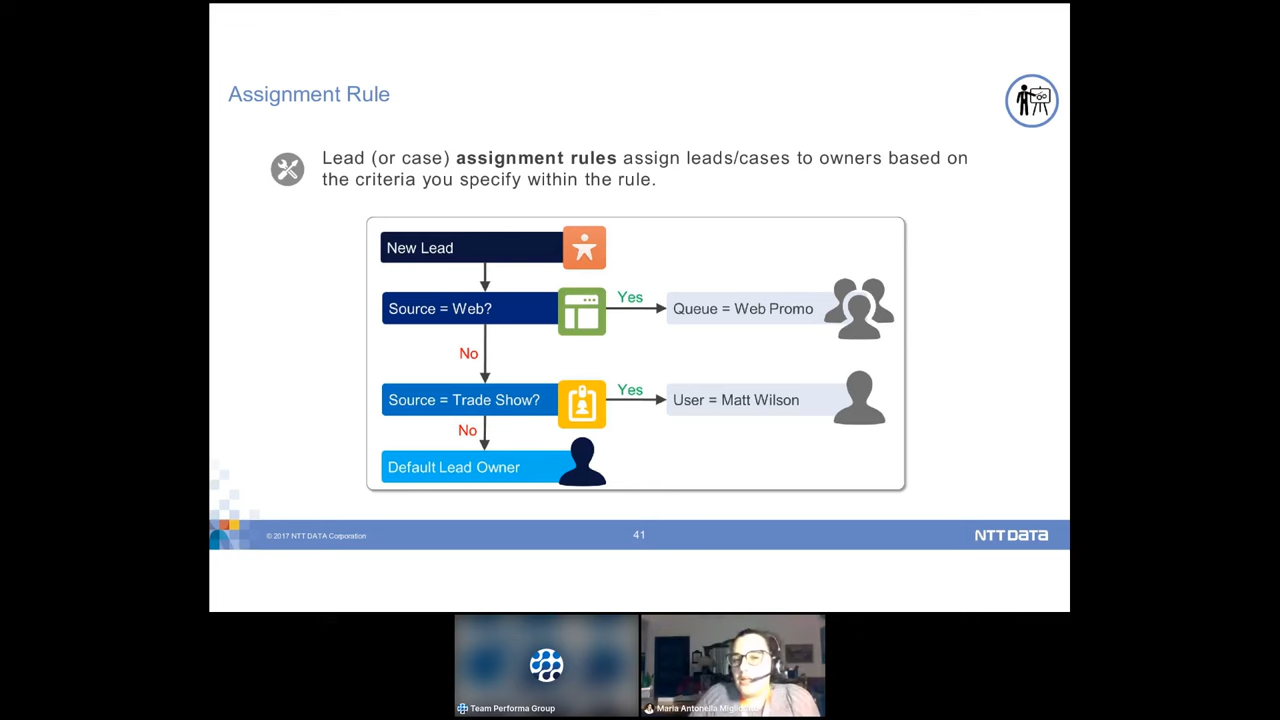 Assignment Rule
Lead (or case) assignment rules assign leads/cases to owners based on
the criteria you specify within the rule.
New Lead
Source = Web?
Yes
Queue = Web Promo
No
Source = Trade Show?
Yes
User = Matt Wilson
No
Default Lead Owner
© 2017 NTT DATA Corporation
41
NTT DATA
Team Performa Group
Maria Antonella